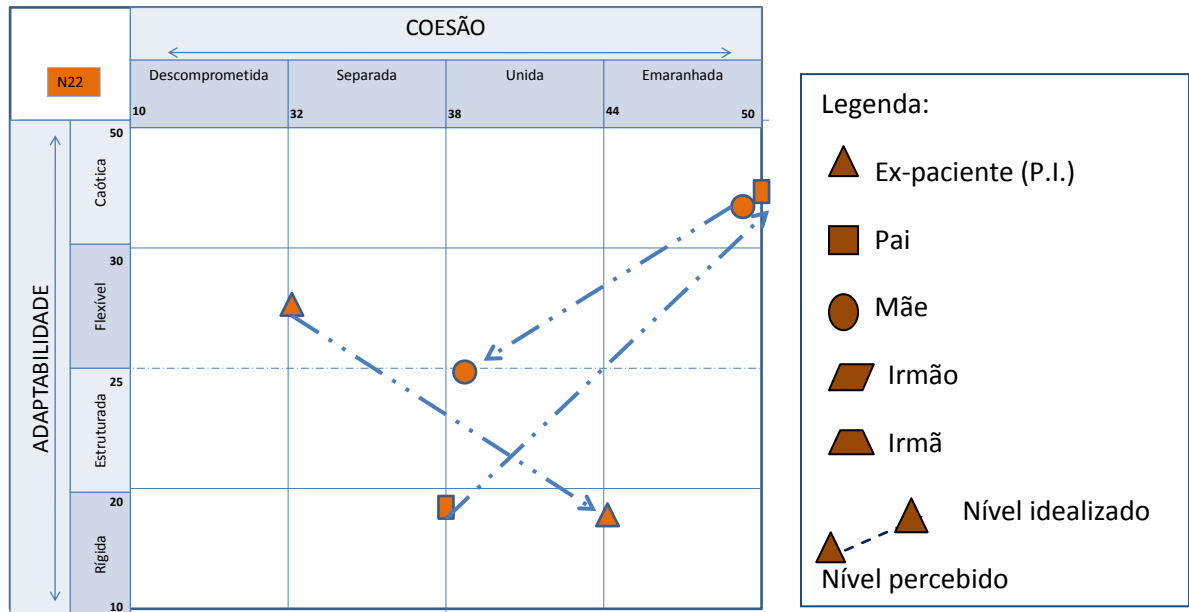 COESÃO
N22
Descomprometida
Separada
Unida
Emaranhada
10
32
38
44
50
ADAPTABILIDADE
50
Caótica
30
Flexível
25
Estruturada
20
Rígida
10
Legenda:
Ex-paciente (P.I.)
Pai
Mãe
Irmão
Irmã
Nível idealizado
Nível percebido